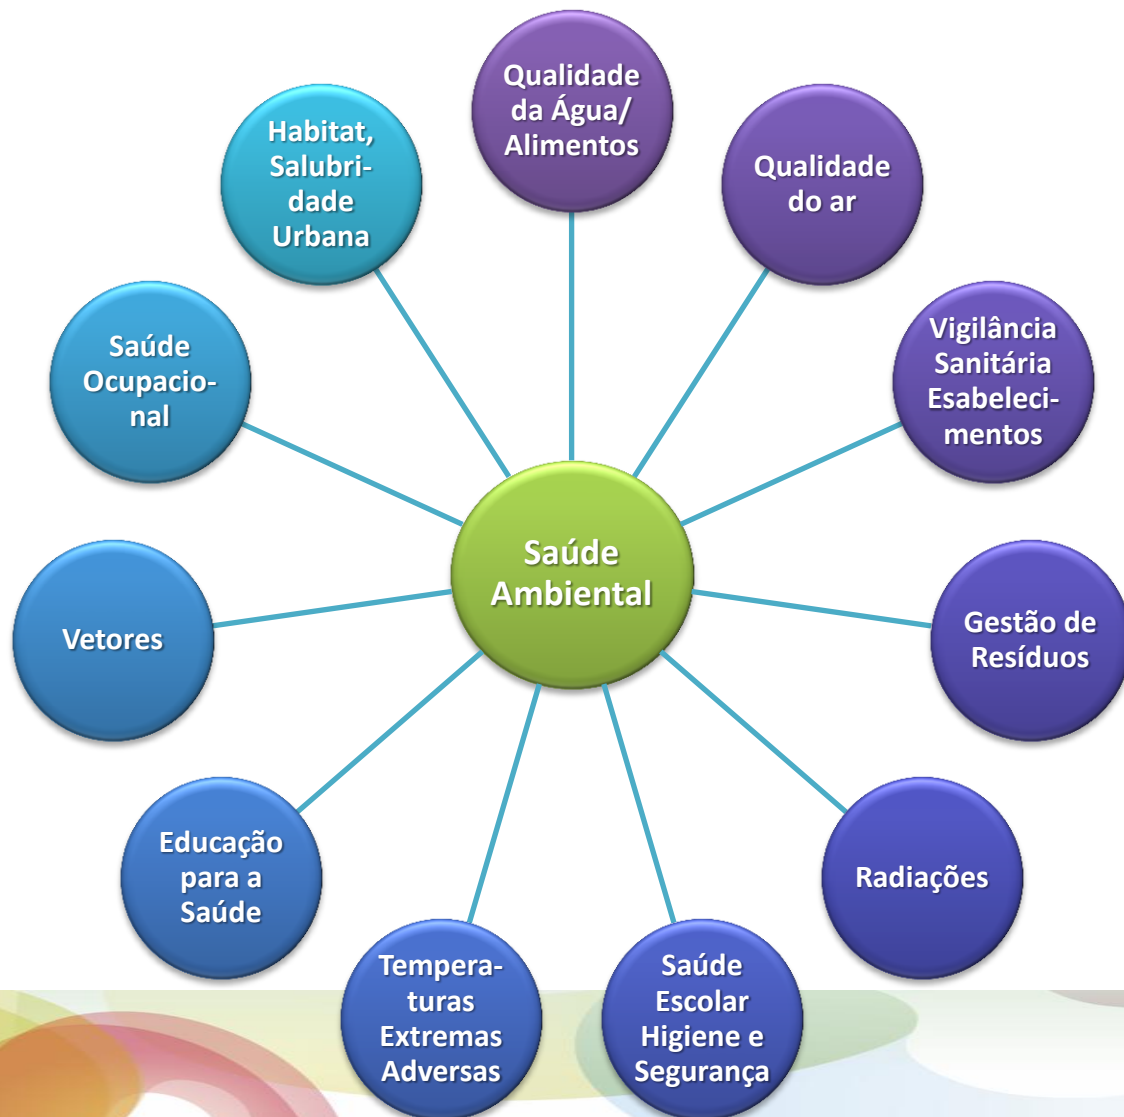 Qualidade
da Água/
Alimentos
Qualidade
do ar
Vigilância
Sanitária
Esabeleci-
mentos
Gestão de
Resíduos
Radiações
Saúde
Escolar
Higiene e
Segurança
Tempera-
turas
Extremas
Adversas
Educação
para a
Saúde
Vetores
Saúde
Ocupacio-
nal
Habitat,
Salubri-
dade
Urbana
Saúde
Ambiental